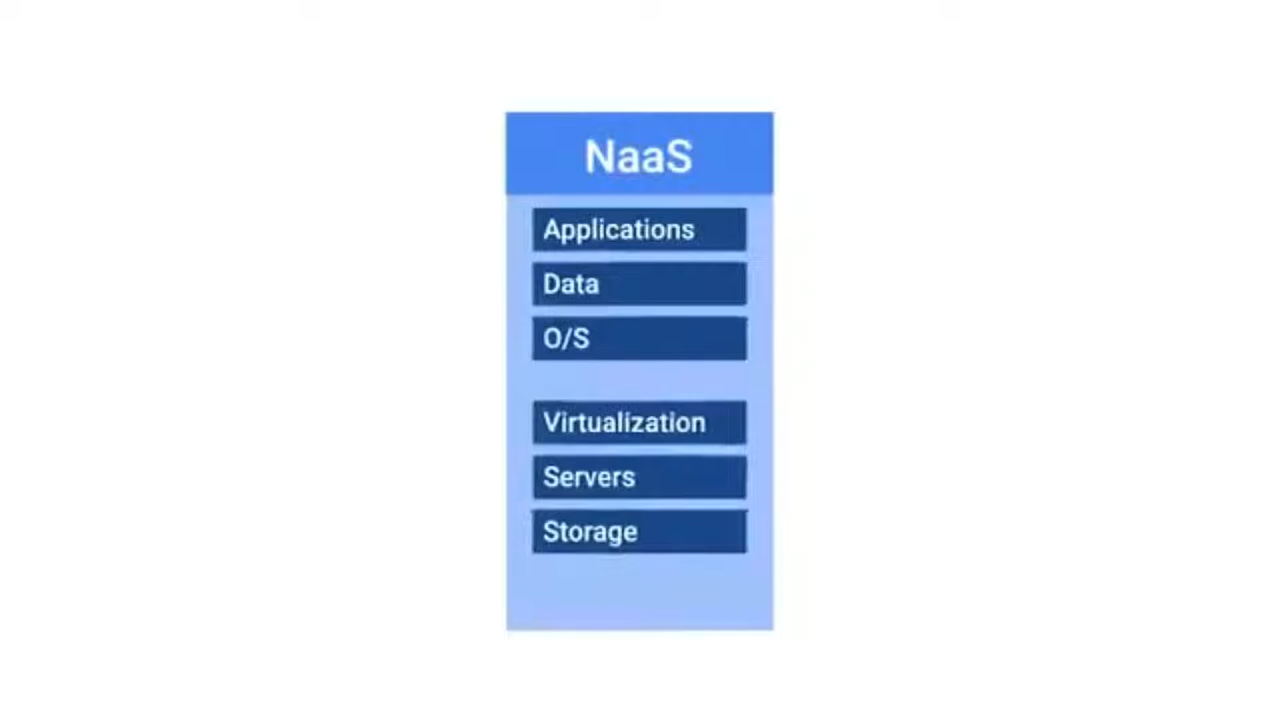 NaaS
Applications
Data
O/S
Virtualization
Servers
Storage